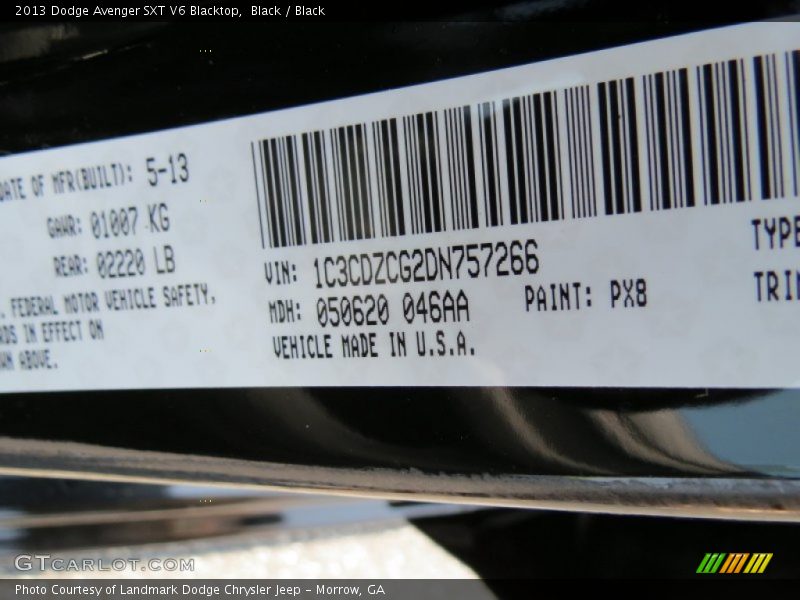 2013 Dodge Avenger SXT V6 Blacktop,  Black / Black
DATE OF MFR(BUILT): 5-13
GAWR: 01007 KG
REAR: 02220 LB
. FEDERAL MOTOR VEHICLE SAFETY,
RDS IN EFFECT ON
WN ABOVE.
VIN: 1C3CDZCG2DN757266
MDH: 050620 046AA
PAINT: PX8
VEHICLE MADE IN U.S.A.
TYPE
TRIM
GTCARLOT.COM
Photo Courtesy of Landmark Dodge Chrysler Jeep - Morrow, GA